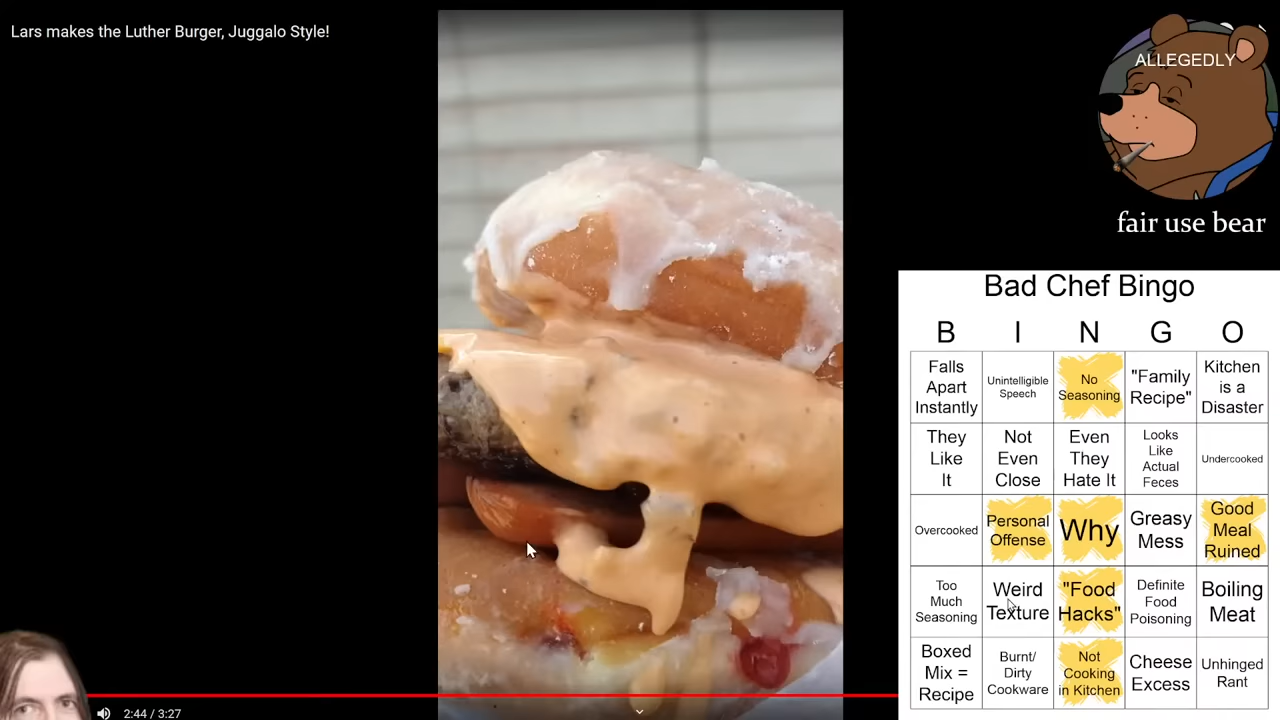 Lars makes the Luther Burger, Juggalo Style!
ALLEGEDLY
fair use bear
Bad Chef Bingo
B I N G O
Falls
Apart
Instantly
Unintelligible
Speech
No
Seasoning
"Family
Recipe"
Kitchen
is a
Disaster
They
Like
It
Not
Even
Close
Even
They
Hate It
Looks
Like
Actual
Feces
Undercooked
Overcooked
Personal
Offense
Why
Greasy
Mess
Good
Meal
Ruined
Too
Much
Seasoning
Weird
Texture
"Food
Hacks"
Definite
Food
Poisoning
Boiling
Meat
Boxed
Mix =
Recipe
Burnt/
Dirty
Cookware
Not
Cooking
in Kitchen
Cheese
Excess
Unhinged
Rant
2:44 / 3:27